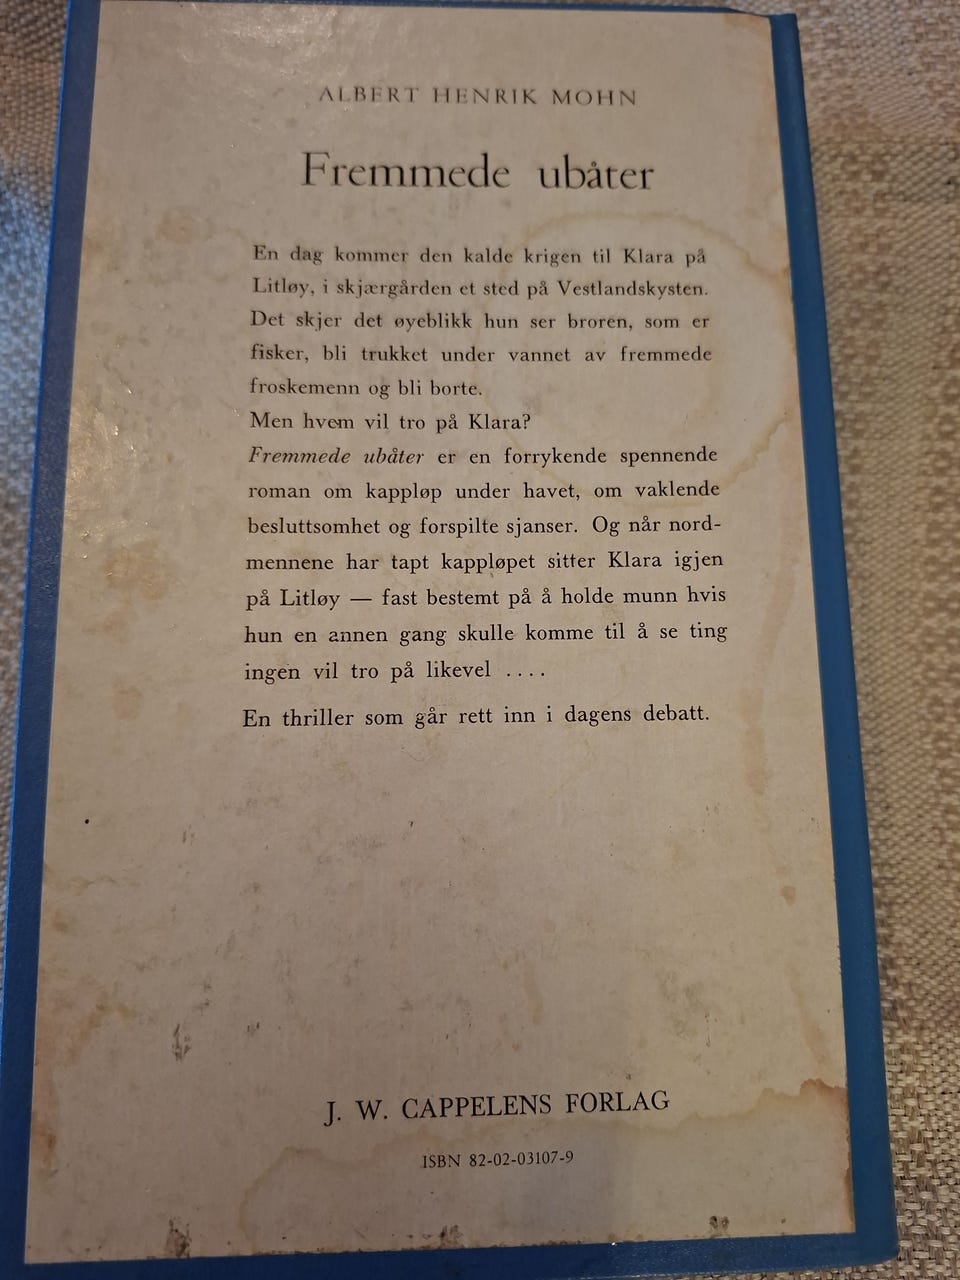 ALBERT HENRIK MOHN
Fremmede ubåter
En dag kommer den kalde krigen til Klara på
Litløy, i skjærgården et sted på Vestlandskysten.
Det skjer det øyeblikk hun ser broren, som er
fisker, bli trukket under vannet av fremmede
froskemenn og bli borte.
Men hvem vil tro på Klara?
Fremmede ubåter er en forrykende spennende
roman om kappløp under havet, om vaklende
besluttsomhet og forspilte sjanser. Og når nord-
mennene har tapt kappløpet sitter Klara igjen
på Litløy — fast bestemt på å holde munn hvis
hun en annen gang skulle komme til å se ting
ingen vil tro på likevel ....
En thriller som går rett inn i dagens debatt.
J. W. CAPPELENS FORLAG
ISBN 82-02-03107-9